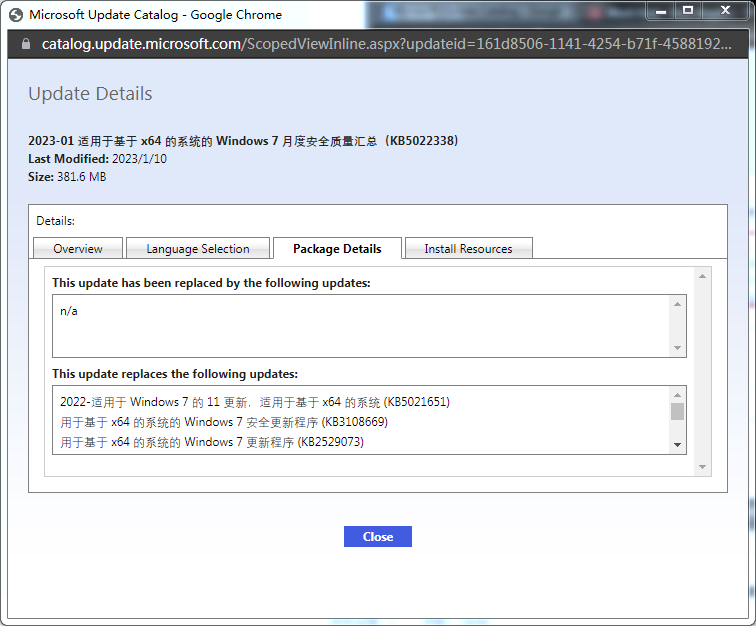 Microsoft Update Catalog - Google Chrome
catalog.update.microsoft.com/ScopedViewInline.aspx?updateid=161d8506-1141-4254-b71f-4588192...
Update Details
2023-01 适用于基于 x64 的系统的 Windows 7 月度安全质量汇总（KB5022338）
Last Modified: 2023/1/10
Size: 381.6 MB
Details:
Overview Language Selection Package Details Install Resources
This update has been replaced by the following updates:
n/a
This update replaces the following updates:
2022-适用于 Windows 7 的 11 更新，适用于基于 x64 的系统 (KB5021651)
用于基于 x64 的系统的 Windows 7 安全更新程序 (KB3108669)
用于基于 x64 的系统的 Windows 7 更新程序 (KB2529073)
Close